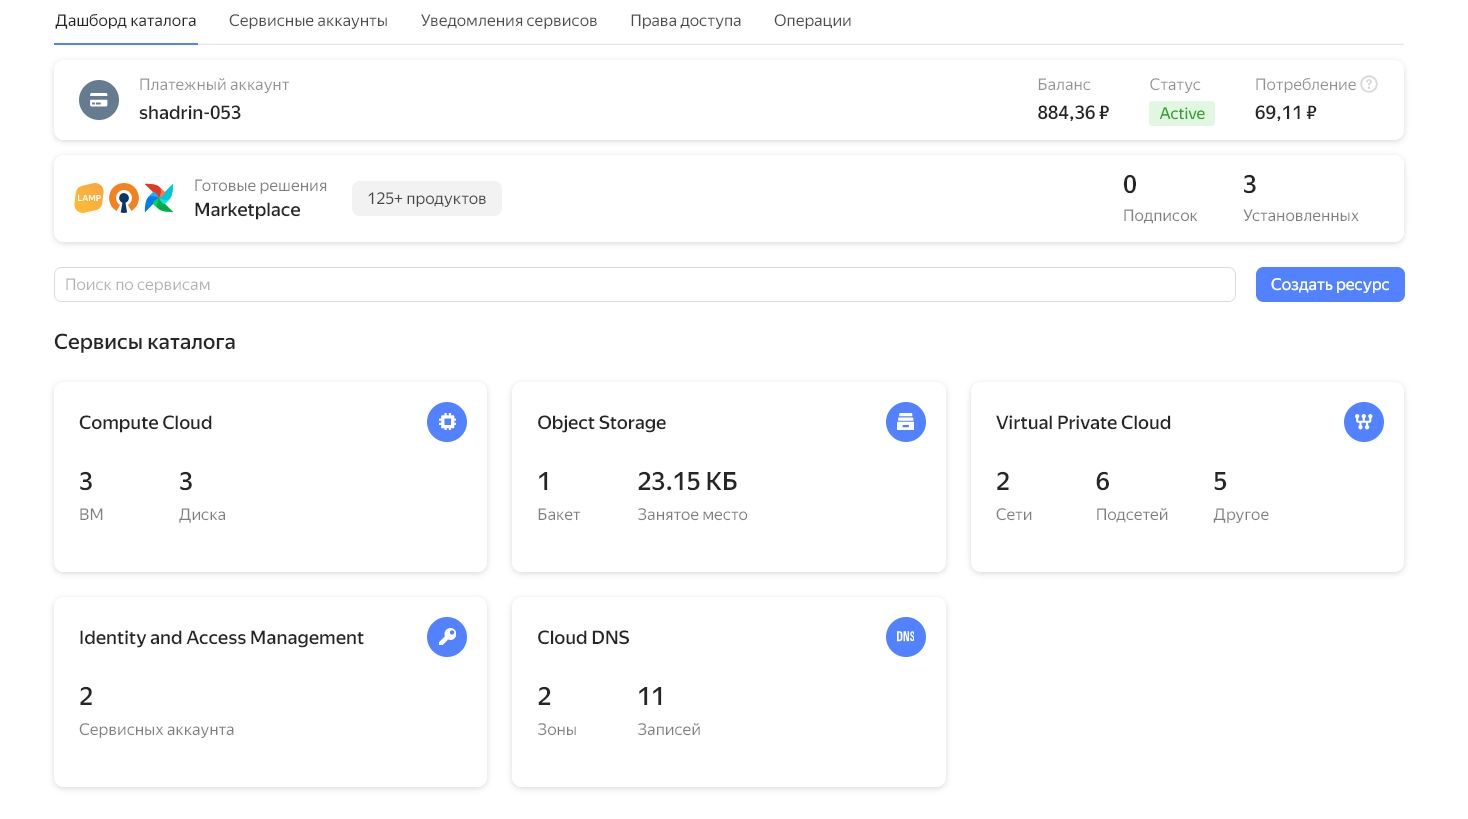 Дашборд каталога Сервисные аккаунты Уведомления сервисов Права доступа Операции
Платежный аккаунт Баланс Статус Потребление ?
shadrin-053 884,36 ₽ Active 69,11 ₽
LAMP Готовые решения 125+ продуктов 0 3
Marketplace Подписок Установленных
Поиск по сервисам Создать ресурс
Сервисы каталога
Compute Cloud
3 3
ВМ Диска
Object Storage
1 23.15 КБ
Бакет Занятое место
Virtual Private Cloud
2 6 5
Сети Подсетей Другое
Identity and Access Management
2
Сервисных аккаунта
Cloud DNS DNS
2 11
Зоны Записей